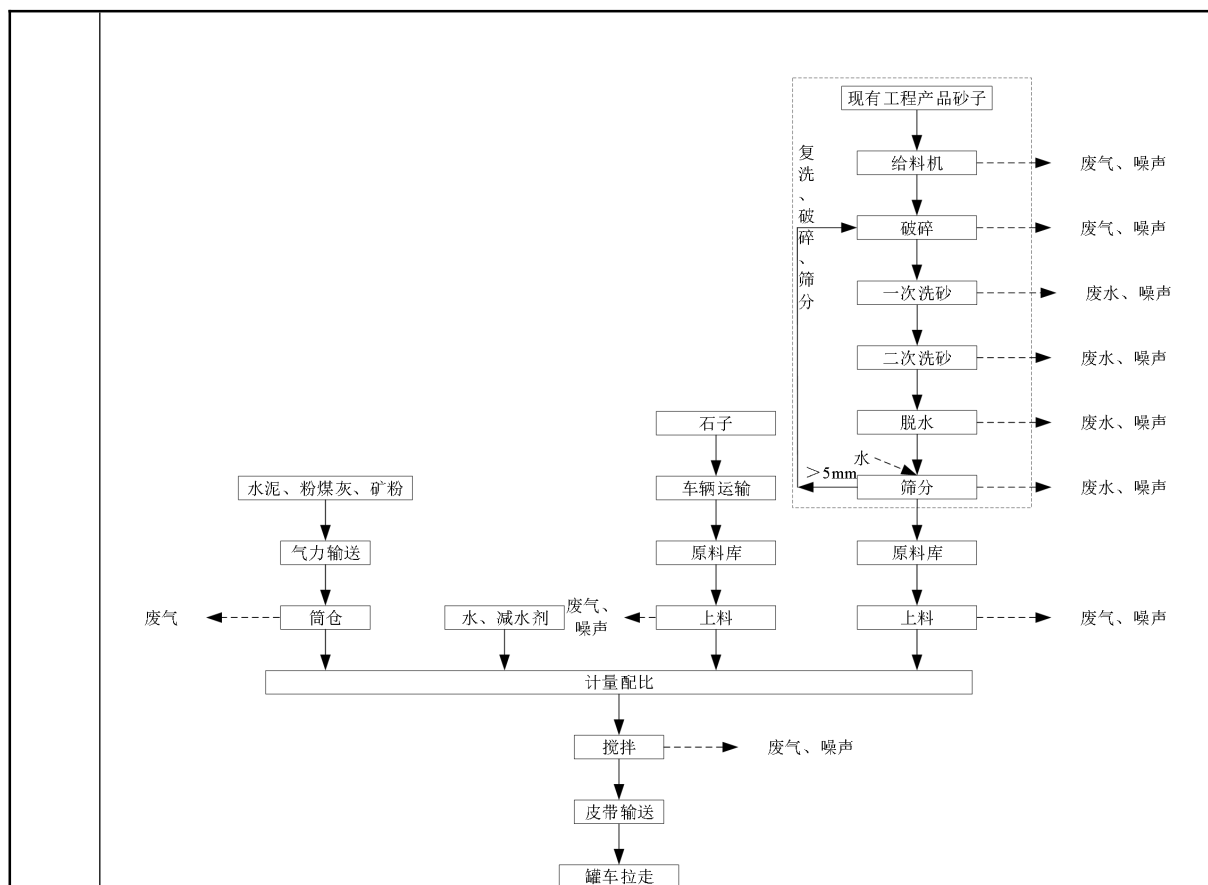 现有工程产品砂子
给料机
废气、噪声
复洗、破碎、筛分
破碎
废气、噪声
一次洗砂
废水、噪声
二次洗砂
废水、噪声
脱水
废水、噪声
水
＞5mm
筛分
废水、噪声
石子
车辆运输
水泥、粉煤灰、矿粉
气力输送
原料库
原料库
废气
筒仓
水、减水剂
废气、
噪声
上料
上料
废气、噪声
计量配比
搅拌
废气、噪声
皮带输送
罐车拉走